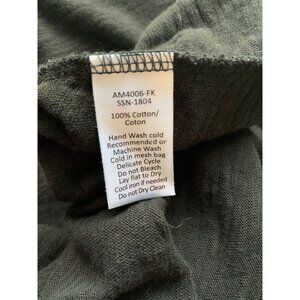 AM4006-FK
SSN-1804
100% Cotton/
Coton
Hand Wash cold
Recommended or
Machine Wash
Cold in mesh bag
Delicate Cycle
Do not Bleach
Lay flat to Dry
Cool iron if needed
Do not Dry Clean